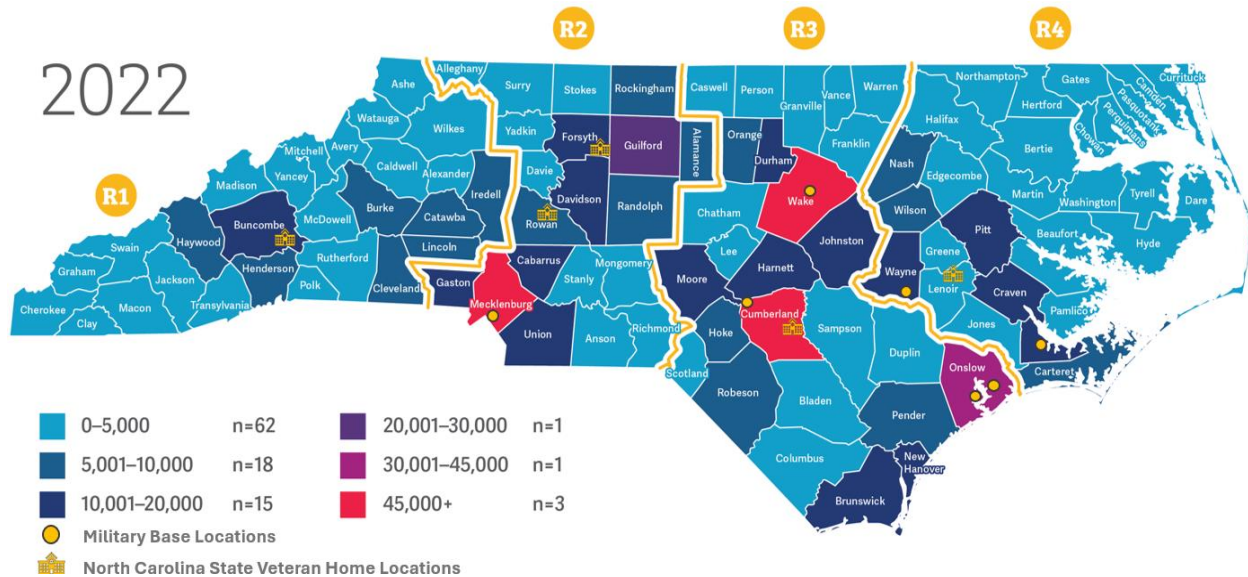 R2
R3
R4
2022
R1
Ashe
Alleghany
Surry
Stokes
Rockingham
Caswell
Person
Granville
Vance
Warren
Northampton
Gates
Currituck
Camden
Pasquotank
Perquimans
Chowan
Hertford
Halifax
Bertie
Watauga
Wilkes
Yadkin
Forsyth
Guilford
Alamance
Orange
Durham
Franklin
Nash
Edgecombe
Martin
Washington
Tyrell
Dare
Mitchell
Avery
Yancey
Madison
Caldwell
Alexander
Iredell
Davie
Davidson
Randolph
Chatham
Wake
Wilson
Pitt
Beaufort
Hyde
Buncombe
McDowell
Burke
Catawba
Rowan
Lee
Johnston
Greene
Haywood
Swain
Graham
Jackson
Henderson
Rutherford
Lincoln
Cabarrus
Stanly
Montgomery
Moore
Harnett
Wayne
Lenoir
Craven
Pamlico
Cherokee
Clay
Macon
Transylvania
Polk
Cleveland
Gaston
Mecklenburg
Union
Anson
Richmond
Hoke
Cumberland
Sampson
Duplin
Jones
Carteret
Scotland
Robeson
Bladen
Pender
Onslow
Columbus
New
Hanover
Brunswick
0–5,000 n=62
5,001–10,000 n=18
10,001–20,000 n=15
20,001–30,000 n=1
30,001–45,000 n=1
45,000+ n=3
Military Base Locations
North Carolina State Veteran Home Locations